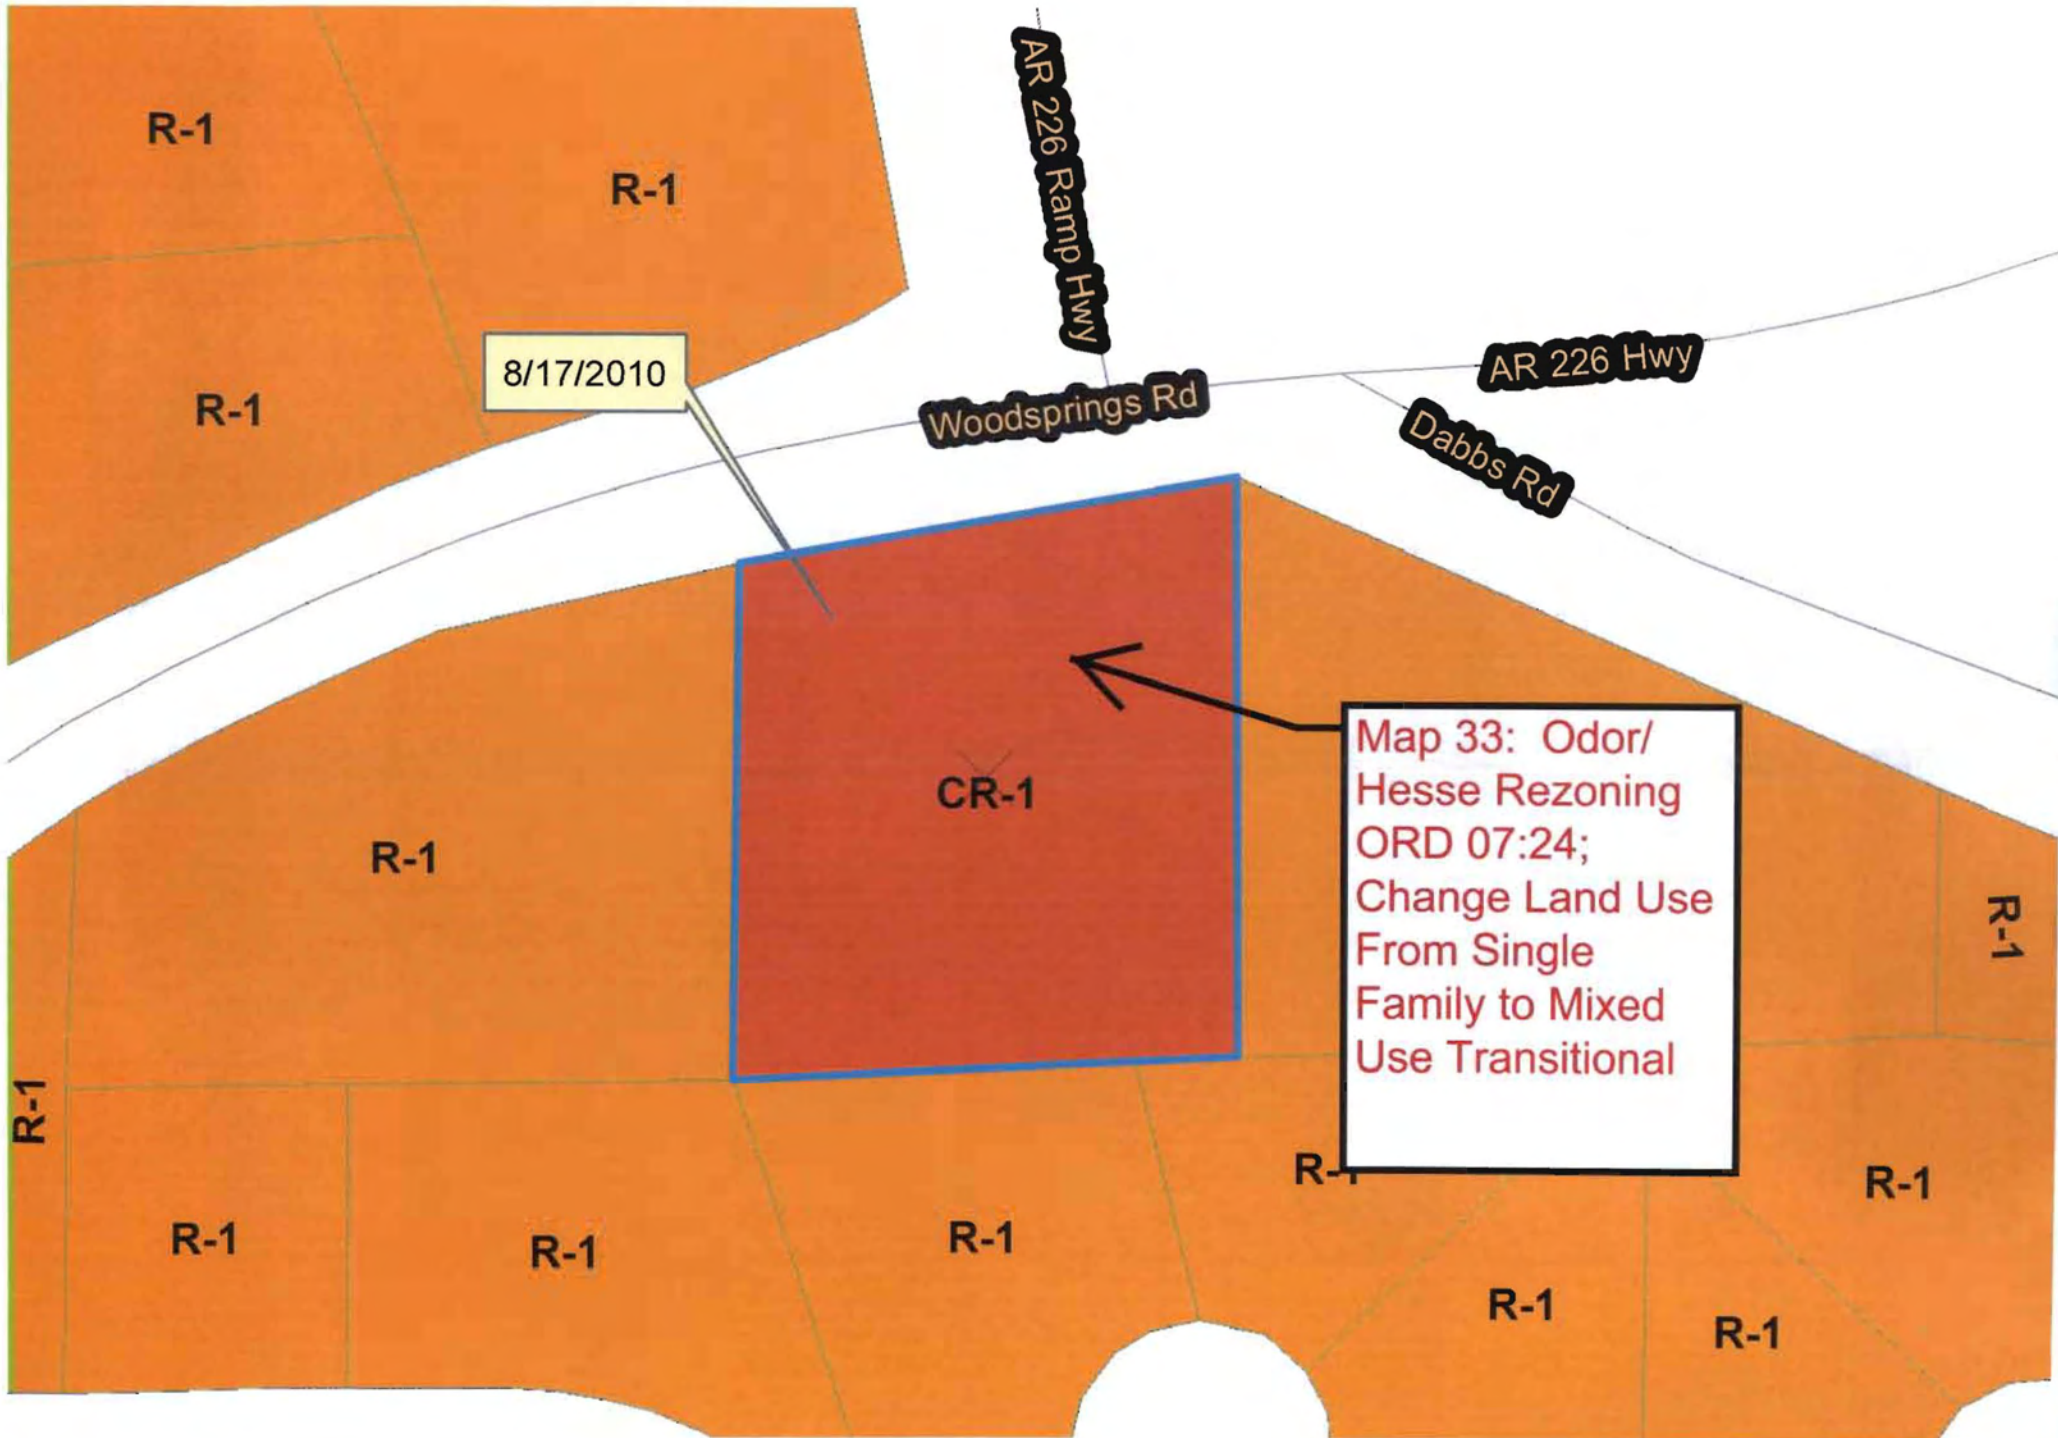 R-1
R-1
AR 226 Ramp Hwy
8/17/2010
R-1
AR 226 Hwy
Woodsprings Rd
Dabbs Rd
Map 33: Odor/
Hesse Rezoning
ORD 07:24;
Change Land Use
From Single
Family to Mixed
Use Transitional
CR-1
R-1
R-1
R-1
R-1
R-1
R-1
R-1
R-1
R-1
R-1